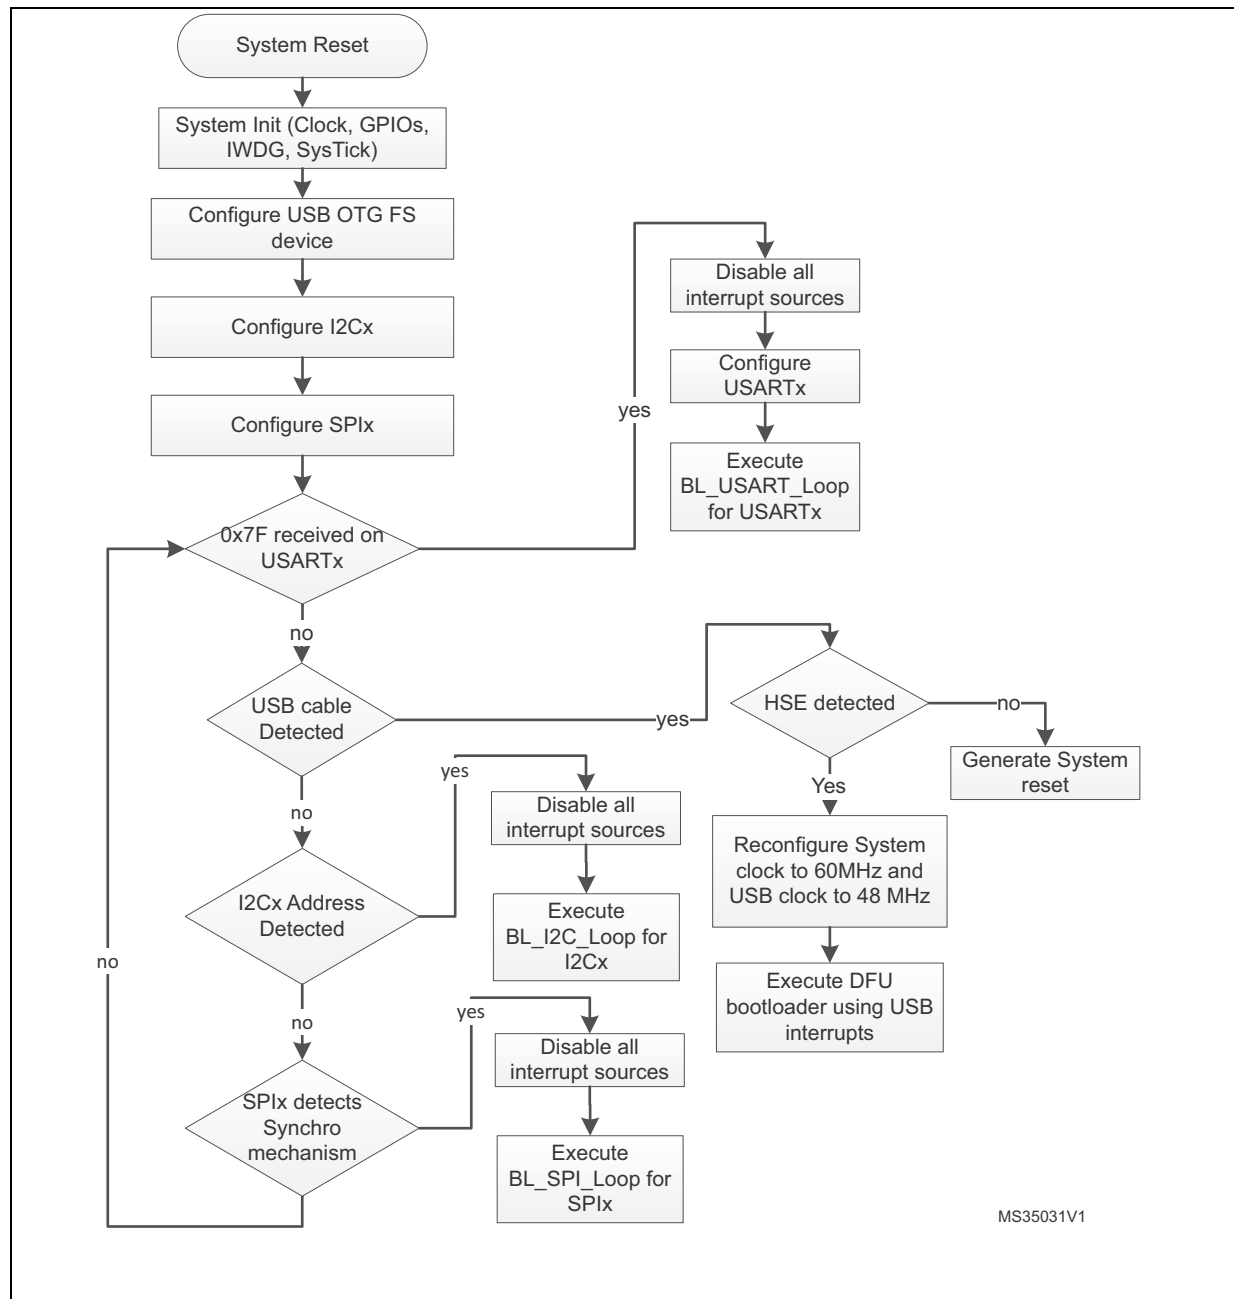 System Reset
System Init (Clock, GPIOs,
IWDG, SysTick)
Configure USB OTG FS
device
Configure I2Cx
Configure SPIx
0x7F received on
USARTx
yes
Disable all
interrupt sources
Configure
USARTx
Execute
BL_USART_Loop
for USARTx
no
USB cable
Detected
yes
HSE detected
no
Generate System
reset
Yes
Reconfigure System
clock to 60MHz and
USB clock to 48 MHz
Execute DFU
bootloader using USB
interrupts
no
I2Cx Address
Detected
yes
Disable all
interrupt sources
Execute
BL_I2C_Loop for
I2Cx
no
SPIx detects
Synchro
mechanism
yes
Disable all
interrupt sources
Execute
BL_SPI_Loop for
SPIx
no
MS35031V1